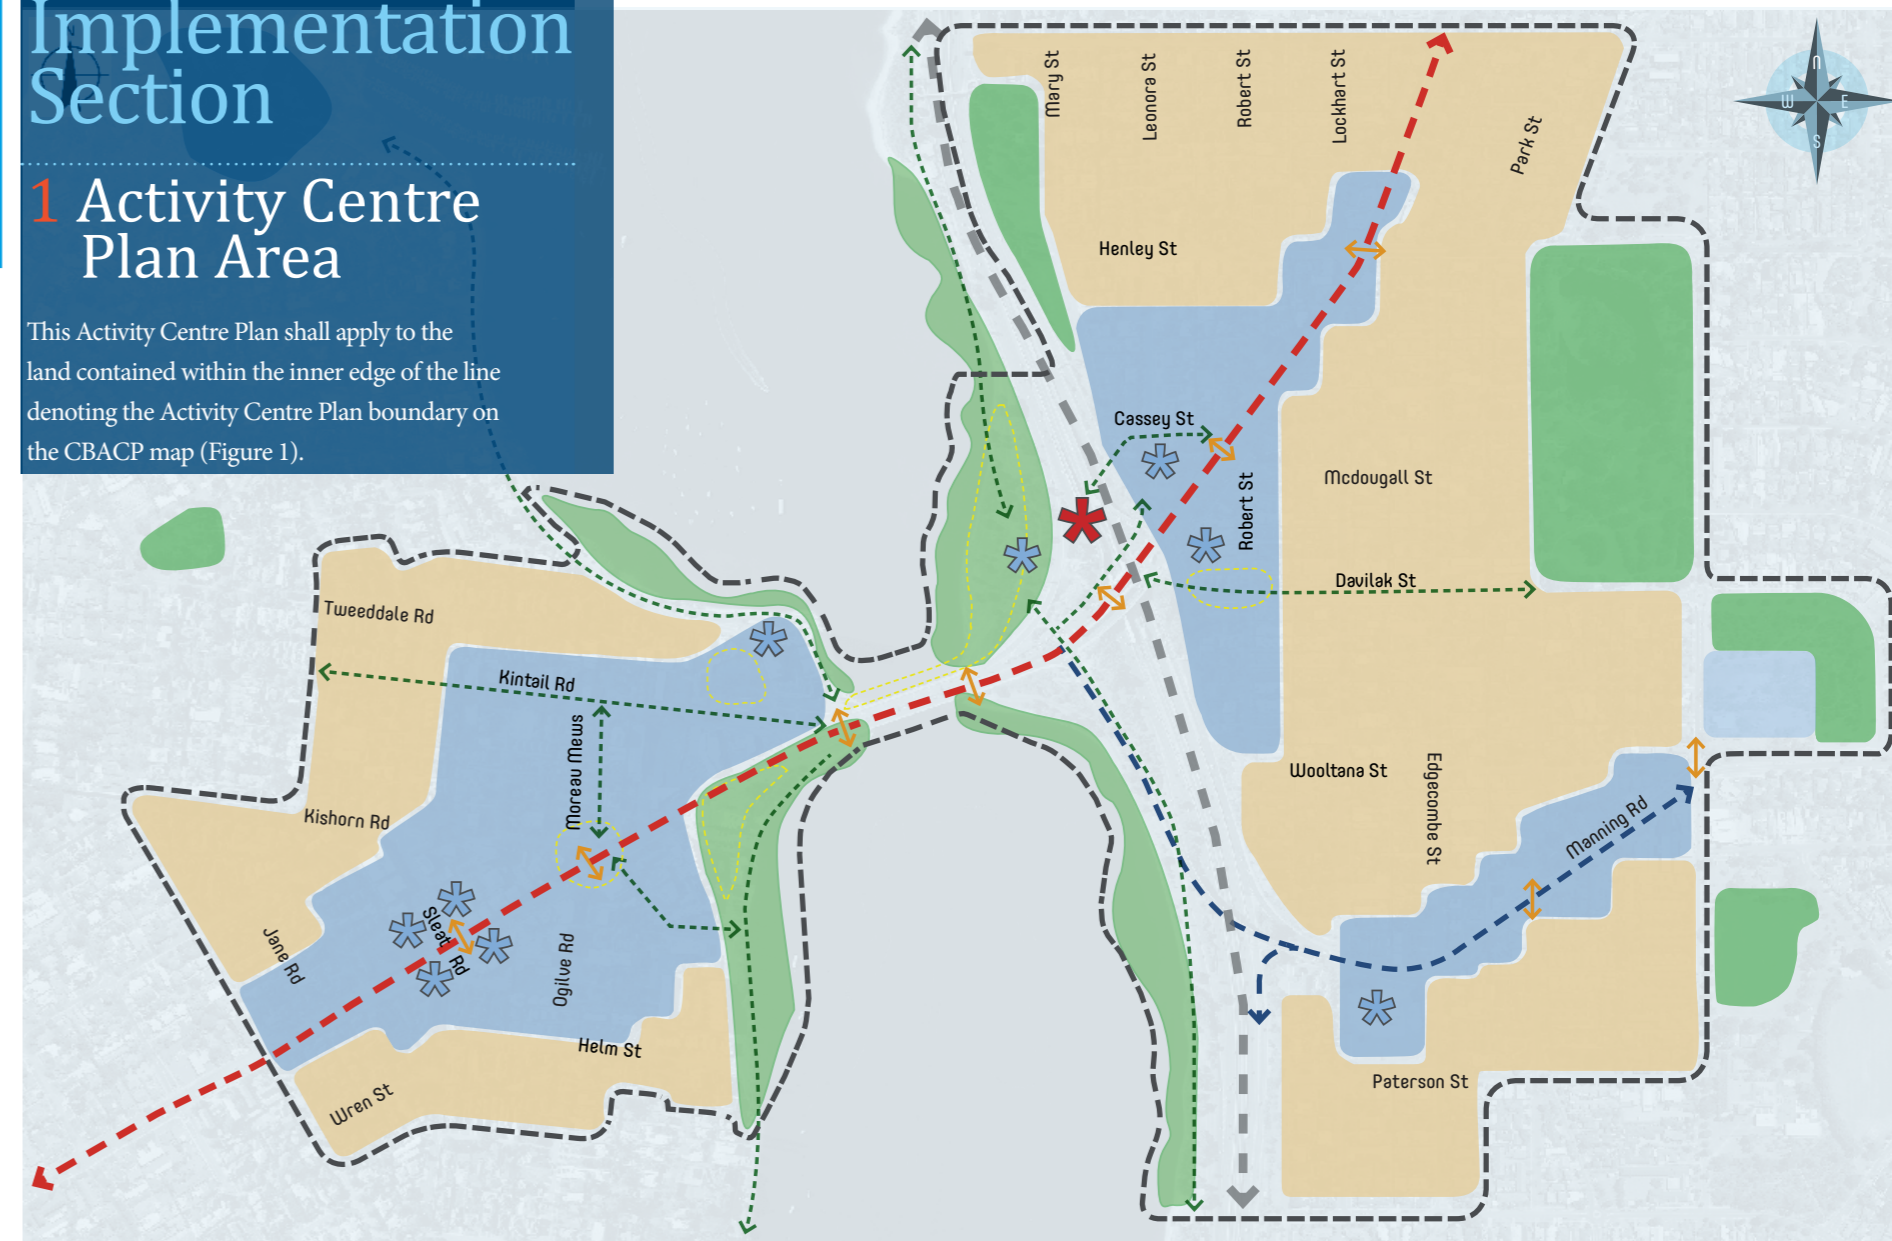 Implementation
Section
1 Activity Centre
Plan Area
This Activity Centre Plan shall apply to the
land contained within the inner edge of the line
denoting the Activity Centre Plan boundary on
the CBACP map (Figure 1).
Mary St
Leonora St
Robert St
Lockhart St
Park St
N
W
E
S
Henley St
Cassey St
Robert St
Mcdougall St
Davilak St
Tweeddale Rd
Kintail Rd
Moreau Mews
Kishorn Rd
Wooltana St
Edgecombe St
Manning Rd
Jane Rd
Sleat Rd
Ogilve Rd
Helm St
Wren St
Paterson St